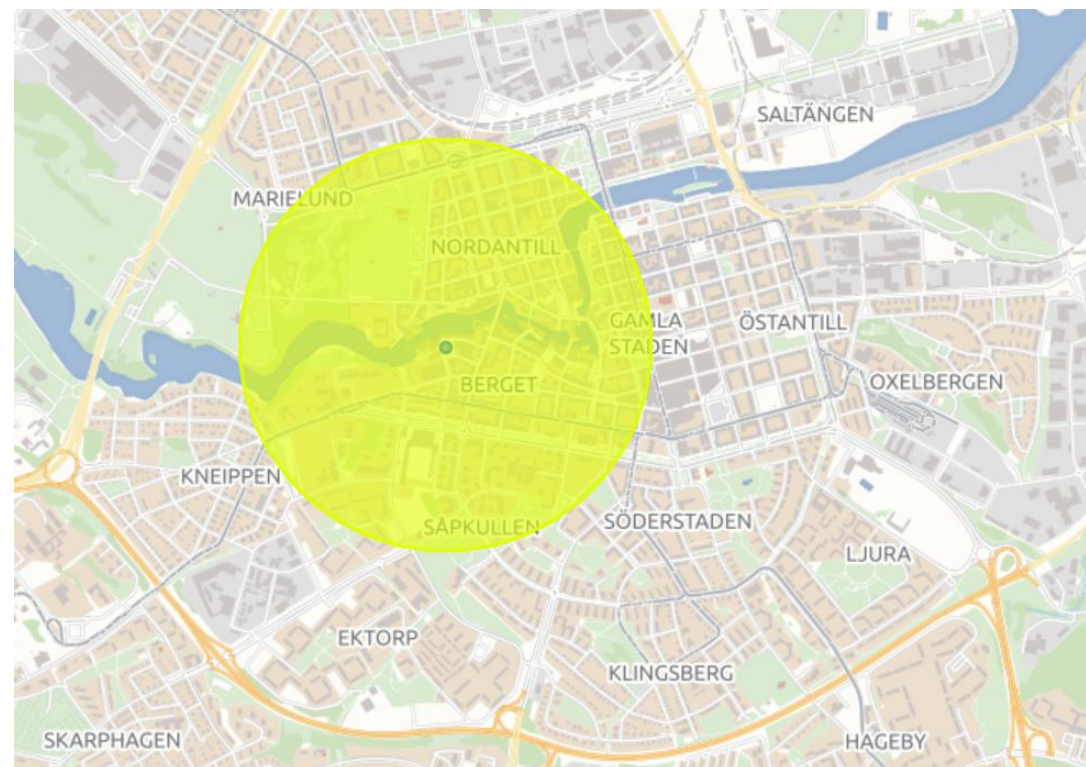 SALTÄNGEN
MARIELUND
NORDANTILL
GAMLA
STADEN
ÖSTANTILL
BERGET
OXELBERGEN
KNEIPPEN
SÅPKULLEN
SÖDERSTADEN
LJURA
EKTORP
KLINGSBERG
SKARPHAGEN
HAGEBY